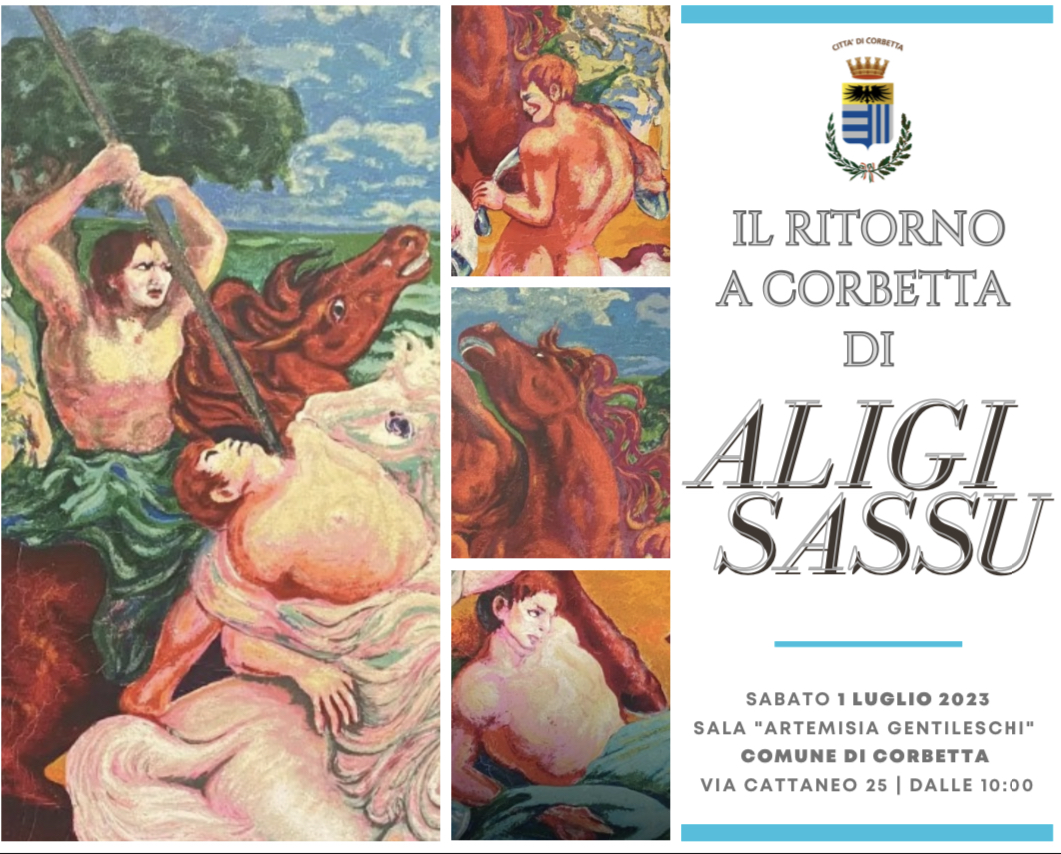 CITTA' DI CORBETTA
IL RITORNO
A CORBETTA
DI
ALIGI
SASSU
SABATO 1 LUGLIO 2023
SALA "ARTEMISIA GENTILESCHI"
COMUNE DI CORBETTA
VIA CATTANEO 25 | DALLE 10:00